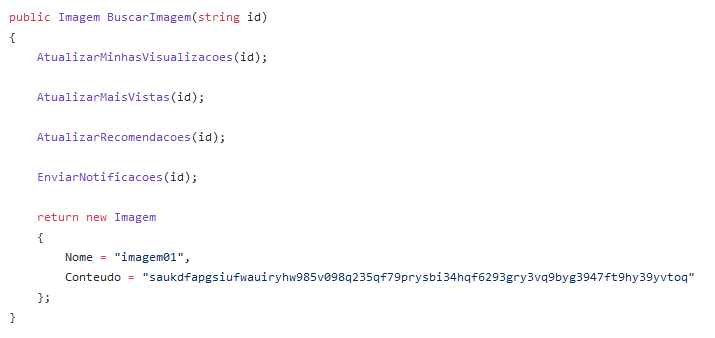 public Imagem BuscarImagem(string id)
{
AtualizarMinhasVisualizacoes(id);
AtualizarMaisVistas(id);
AtualizarRecomendacoes(id);
EnviarNotificacoes(id);
return new Imagem
{
Nome = "imagem01",
Conteudo = "saukdfapgsiufwauiryhw985v098q235qf79prysbi34hqf6293gry3vq9byg3947ft9hy39yvtoq"
};
}